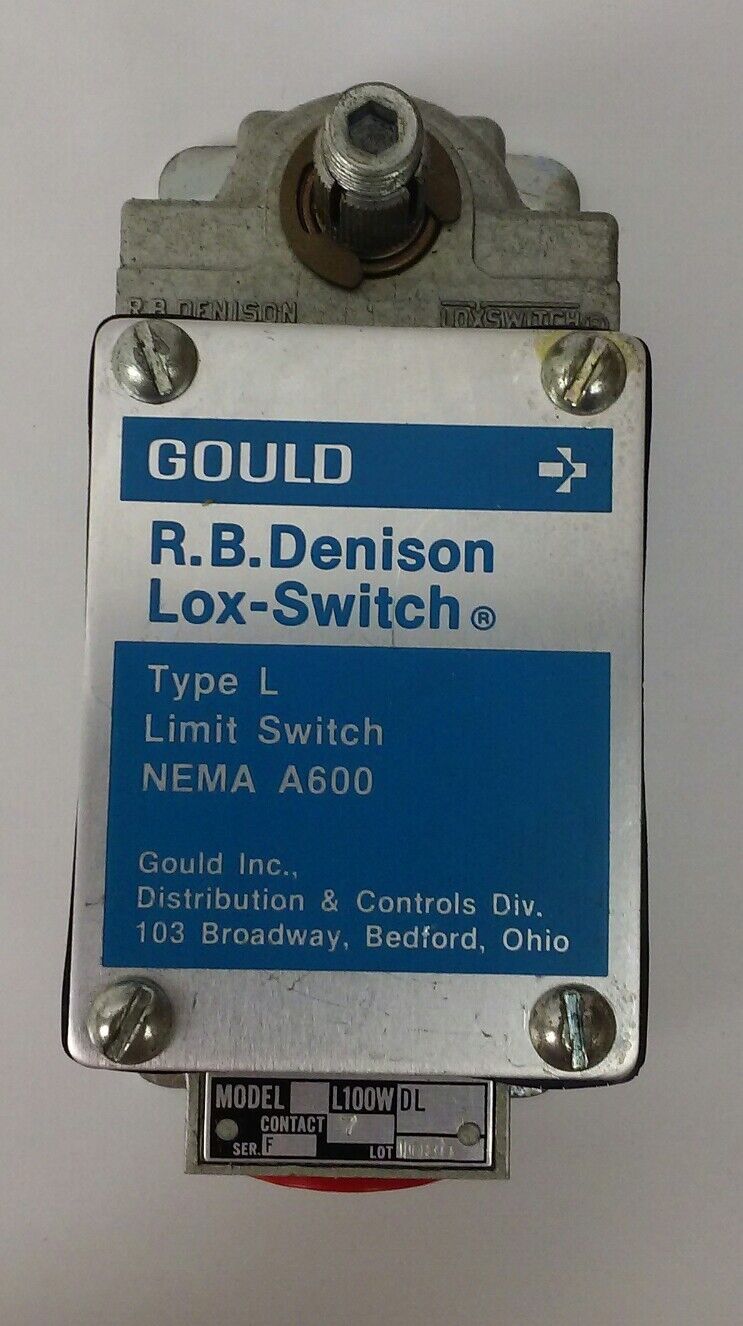 R.B. DENISON LOXSWITCH®
GOULD
R.B.Denison
Lox-Switch®
Type L
Limit Switch
NEMA A600
Gould Inc.,
Distribution & Controls Div.
103 Broadway, Bedford, Ohio
MODEL L100W DL
CONTACT 7
SER. F LOT